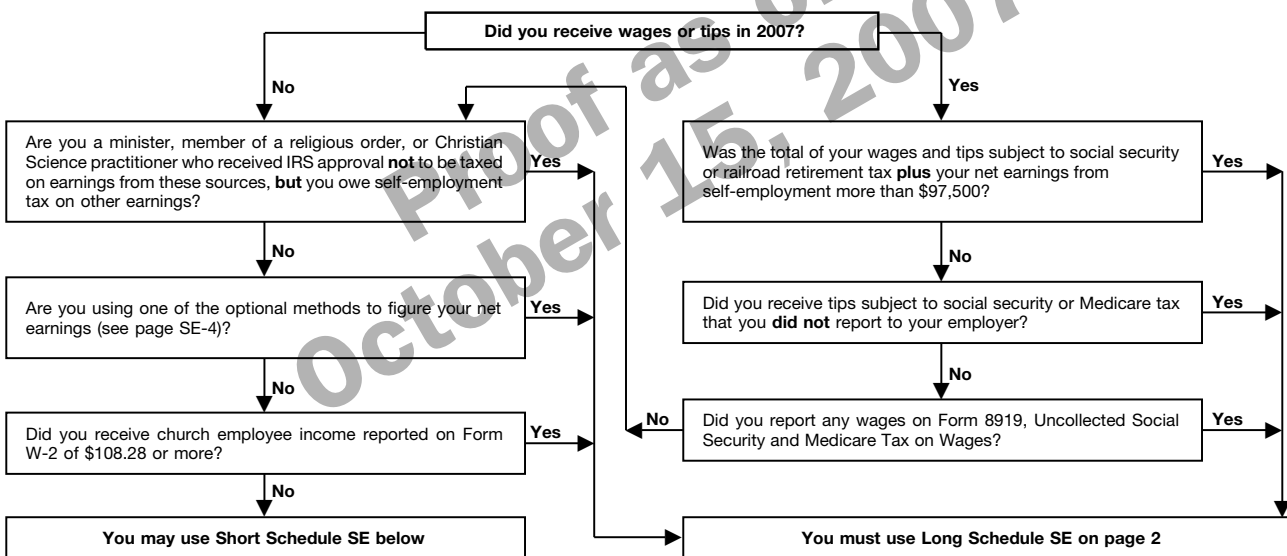 Did you receive wages or tips in 2007?
No
Yes
Are you a minister, member of a religious order, or Christian
Science practitioner who received IRS approval not to be taxed
on earnings from these sources, but you owe self-employment
tax on other earnings?
Yes
Was the total of your wages and tips subject to social security
or railroad retirement tax plus your net earnings from
self-employment more than $97,500?
Yes
No
No
Are you using one of the optional methods to figure your net
earnings (see page SE-4)?
Yes
Did you receive tips subject to social security or Medicare tax
that you did not report to your employer?
Yes
No
No
Did you receive church employee income reported on Form
W-2 of $108.28 or more?
Yes
No
Did you report any wages on Form 8919, Uncollected Social
Security and Medicare Tax on Wages?
Yes
No
You may use Short Schedule SE below
You must use Long Schedule SE on page 2
Proof as of
October 15, 2007